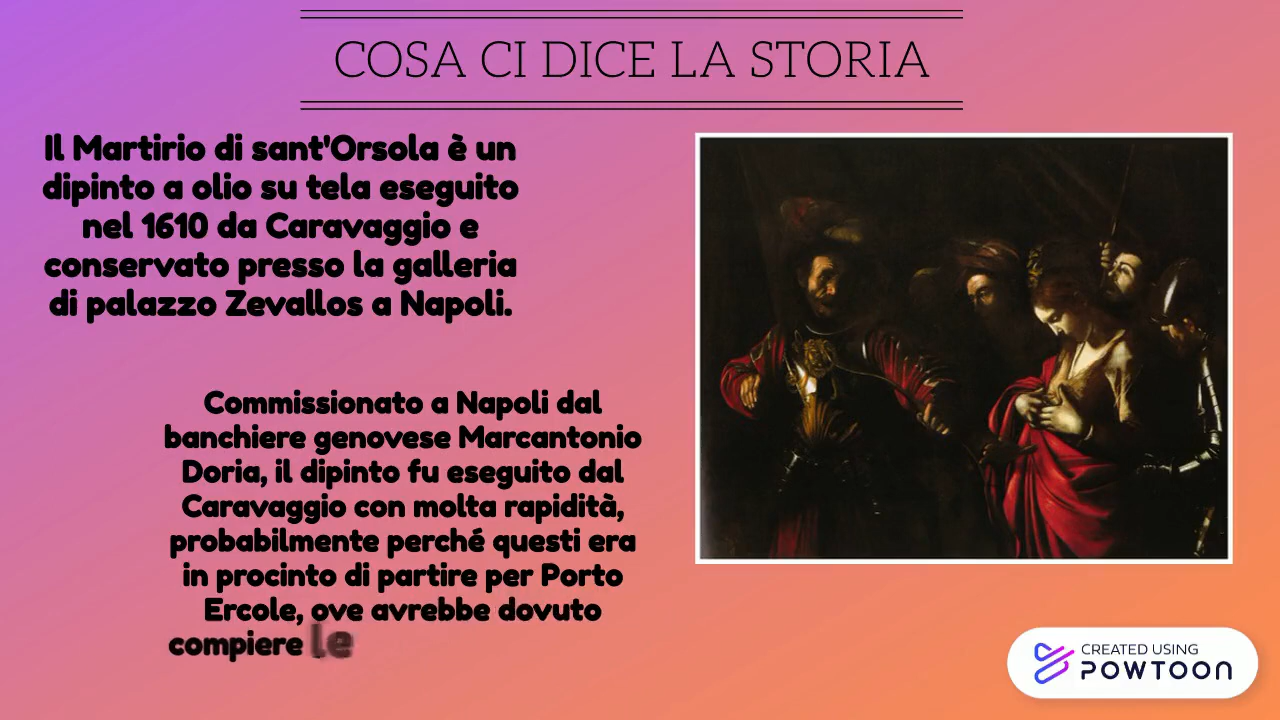 COSA CI DICE LA STORIA
Il Martirio di sant'Orsola è un
dipinto a olio su tela eseguito
nel 1610 da Caravaggio e
conservato presso la galleria
di palazzo Zevallos a Napoli.
Commissionato a Napoli dal
banchiere genovese Marcantonio
Doria, il dipinto fu eseguito dal
Caravaggio con molta rapidità,
probabilmente perché questi era
in procinto di partire per Porto
Ercole, ove avrebbe dovuto
compiere le
CREATED USING
POWTOON